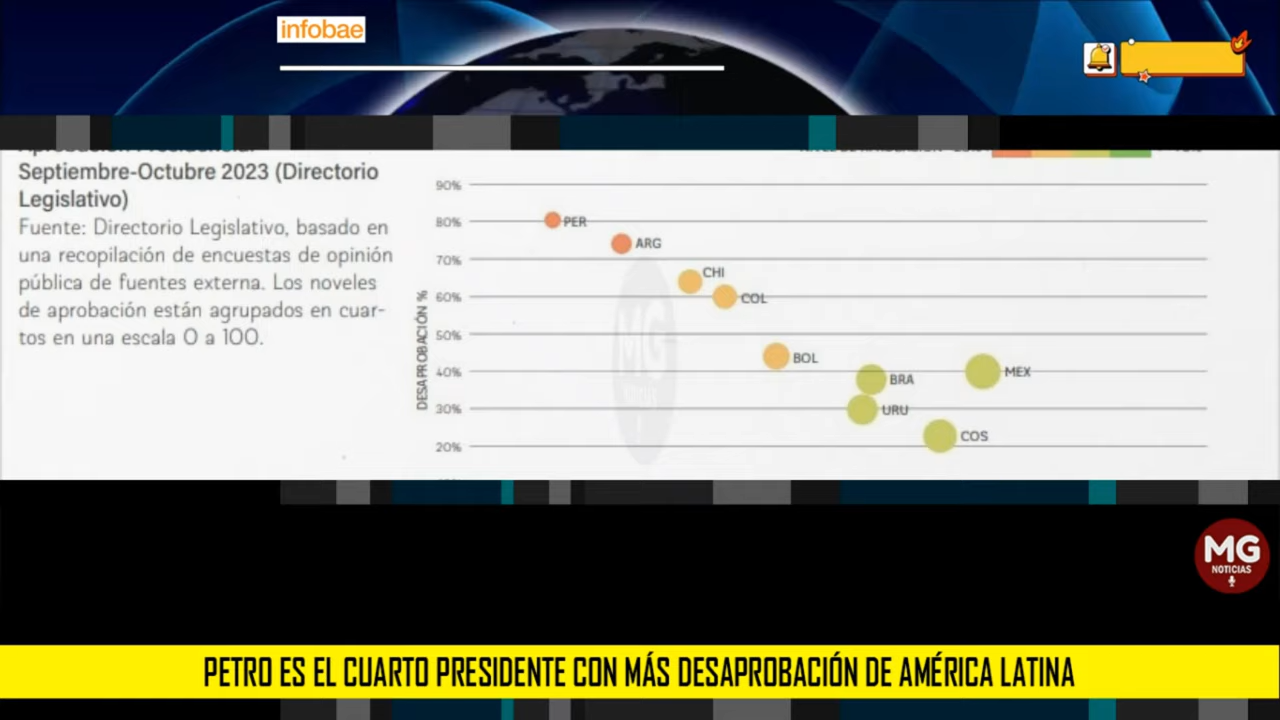 infobae
Septiembre-Octubre 2023 (Directorio
Legislativo)
Fuente: Directorio Legislativo, basado en
una recopilación de encuestas de opinión
pública de fuentes externa. Los noveles
de aprobación están agrupados en cuar-
tos en una escala 0 a 100.
DESAPROBACIÓN %
90%
80%
70%
60%
50%
40%
30%
20%
PER
ARG
CHI
COL
BOL
BRA
MEX
URU
COS
MG
MG
NOTICIAS
PETRO ES EL CUARTO PRESIDENTE CON MÁS DESAPROBACIÓN DE AMÉRICA LATINA